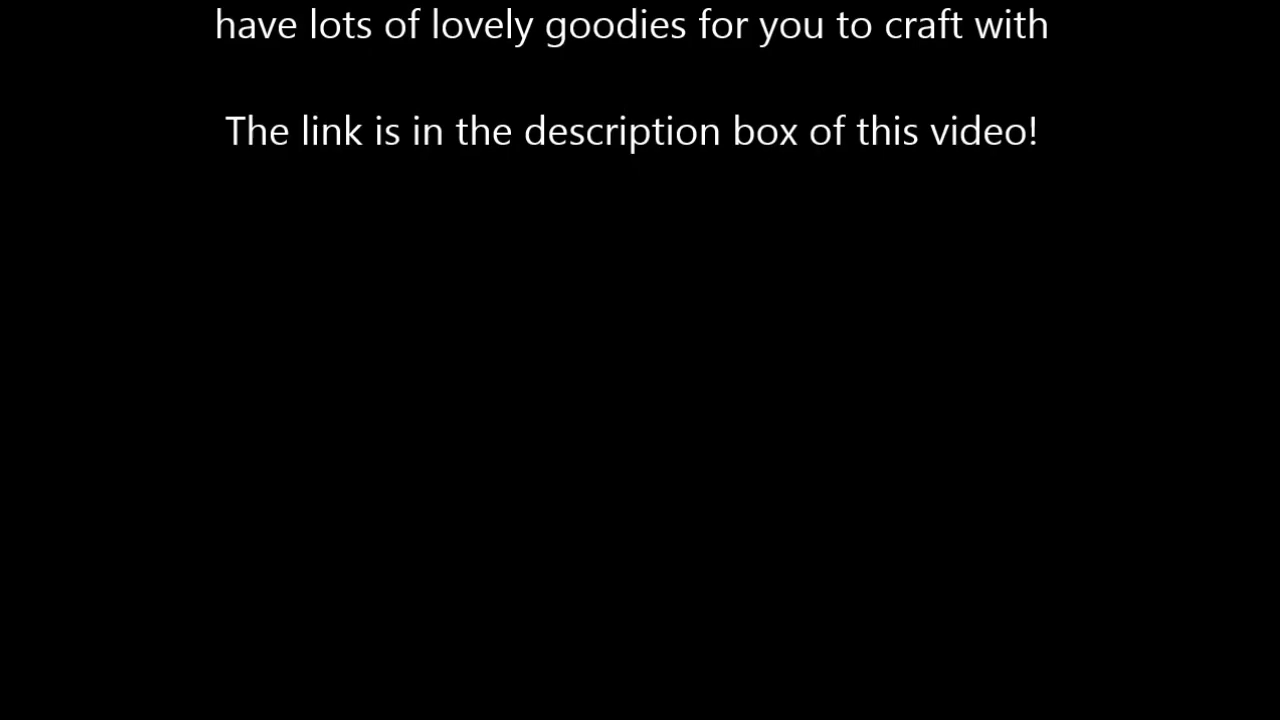 have lots of lovely goodies for you to craft with
The link is in the description box of this video!